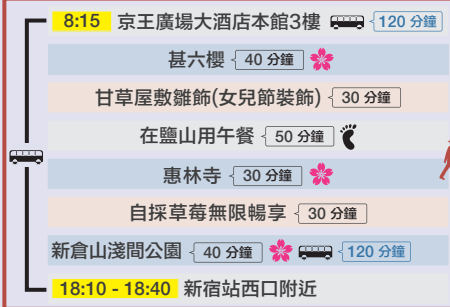 8:15 京王廣場大酒店本館3樓 120 分鐘
甚六櫻 40 分鐘
甘草屋敷雛飾(女兒節裝飾) 30 分鐘
在鹽山用午餐 50 分鐘
惠林寺 30 分鐘
自採草莓無限暢享 30 分鐘
新倉山淺間公園 40 分鐘 120 分鐘
18:10 - 18:40 新宿站西口附近